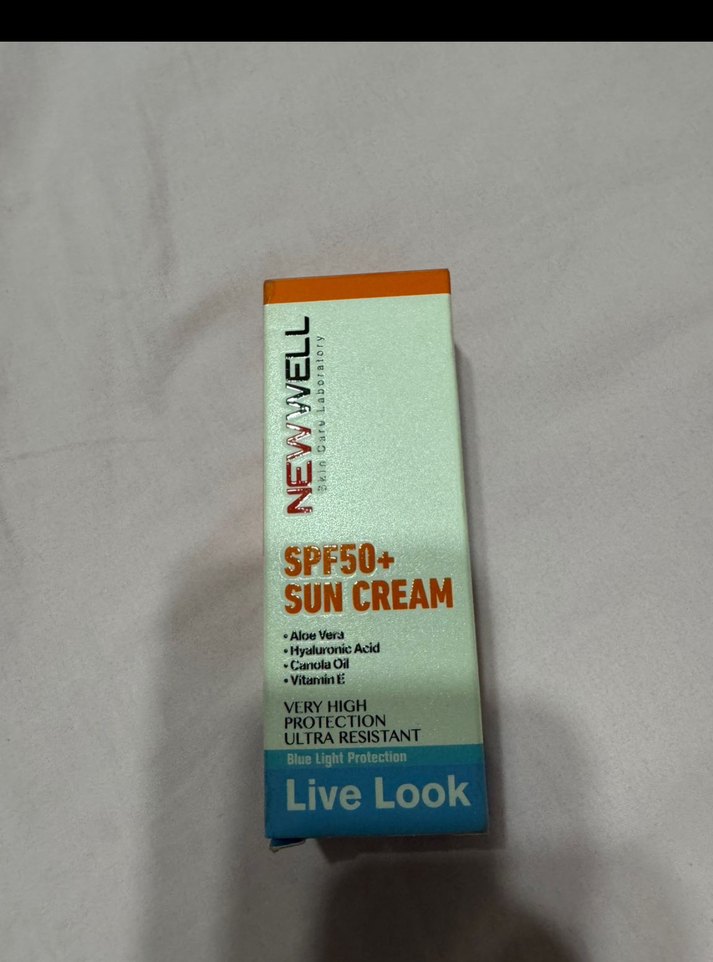 NEWWELL
Skin Care Laboratory
SPF50+
SUN CREAM
• Aloe Vera
• Hyaluronic Acid
• Canola Oil
• Vitamin E
VERY HIGH
PROTECTION
ULTRA RESISTANT
Blue Light Protection
Live Look